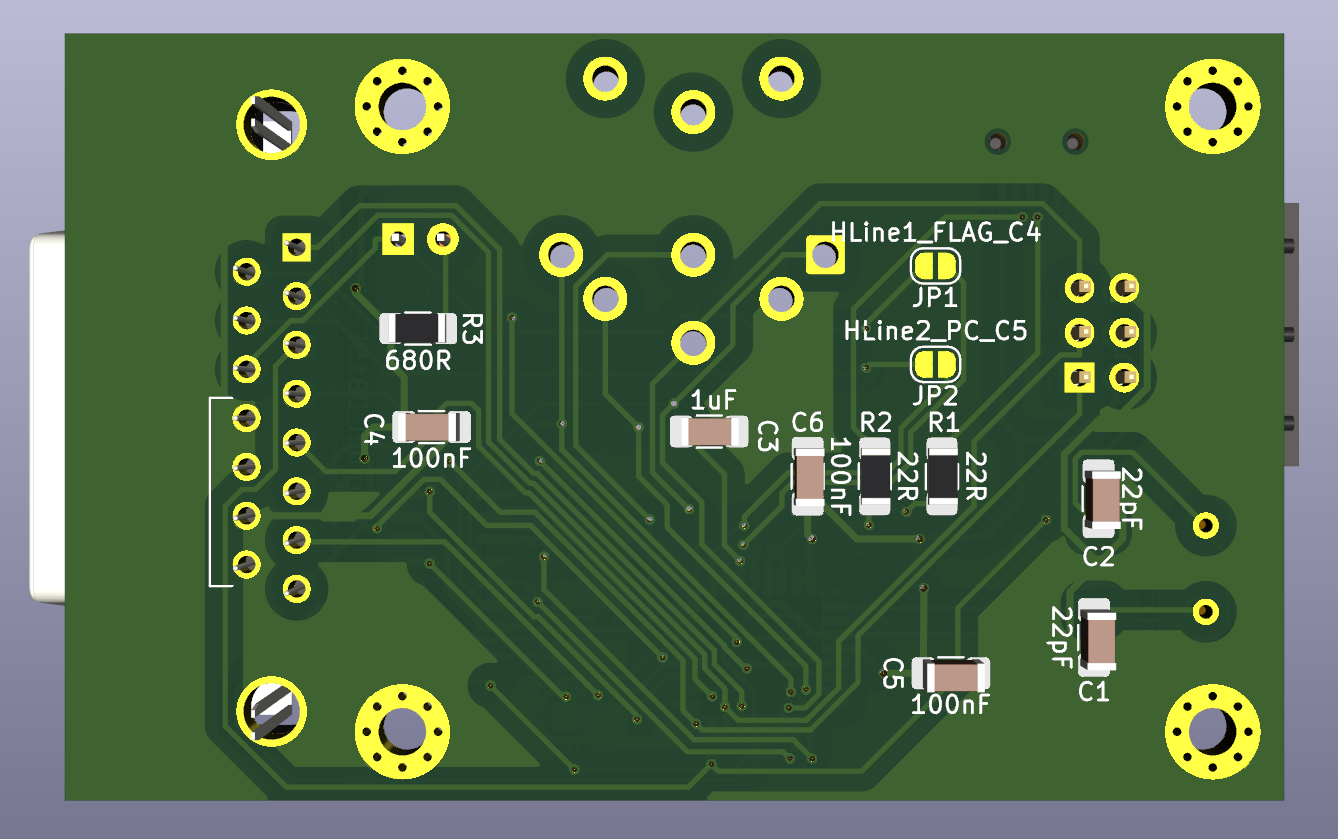 HLine1_FLAG_C4
JP1
HLine2_PC_C5
JP2
R3
680R
C4
100nF
1uF
C3
C6
100nF
R2
22R
R1
22R
22pF
C2
22pF
C1
C5
100nF